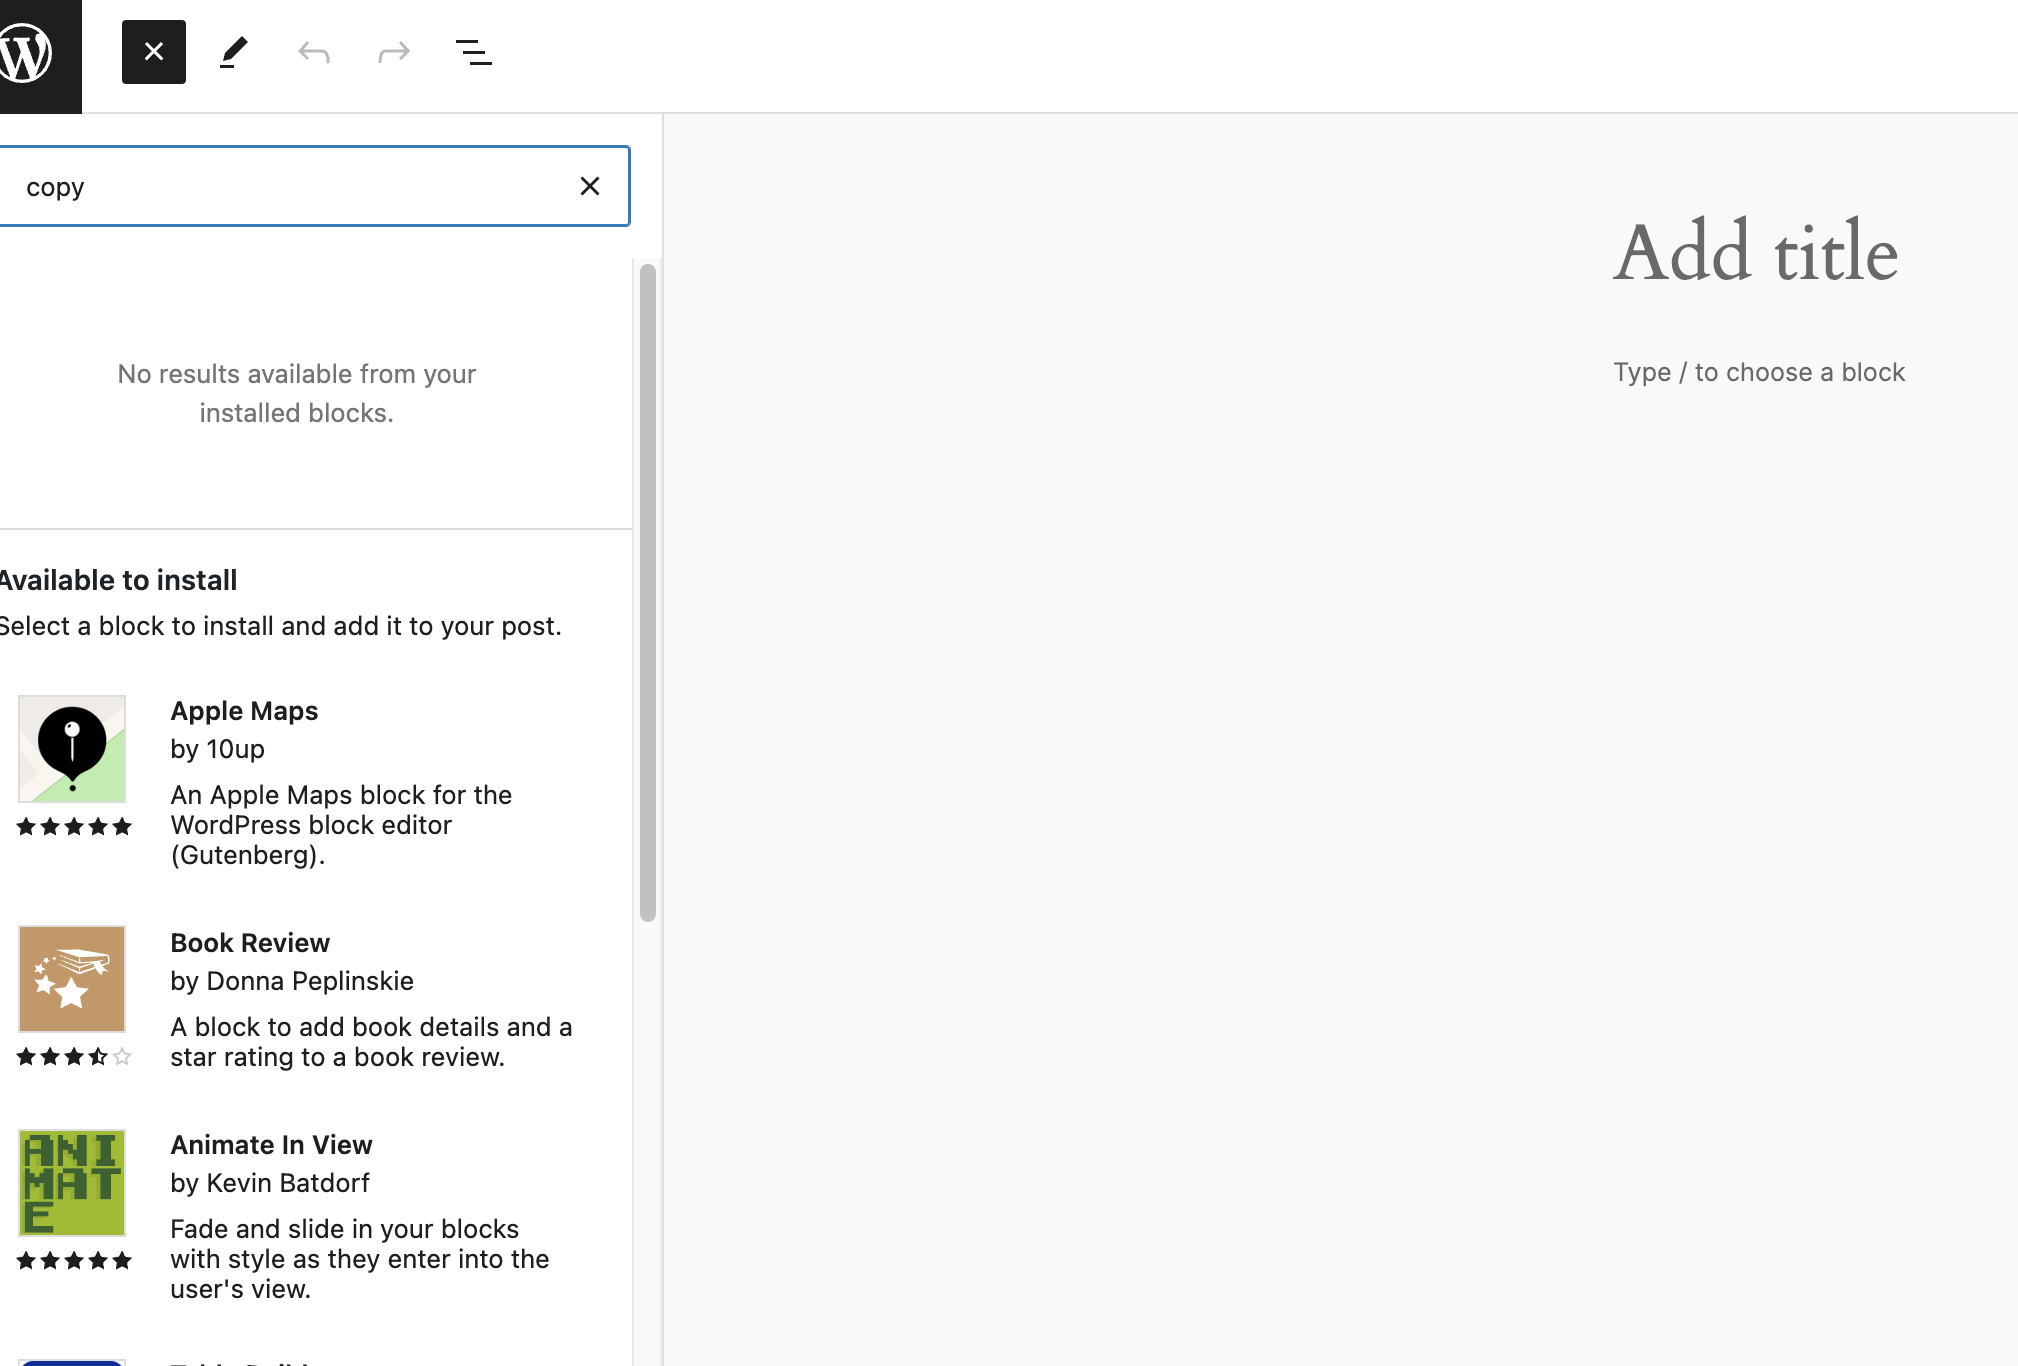 copy
Add title
Type / to choose a block
No results available from your
installed blocks.
Available to install
Select a block to install and add it to your post.
Apple Maps
by 10up
An Apple Maps block for the
WordPress block editor
(Gutenberg).
Book Review
by Donna Peplinskie
A block to add book details and a
star rating to a book review.
ANI
MAT
E
Animate In View
by Kevin Batdorf
Fade and slide in your blocks
with style as they enter into the
user's view.